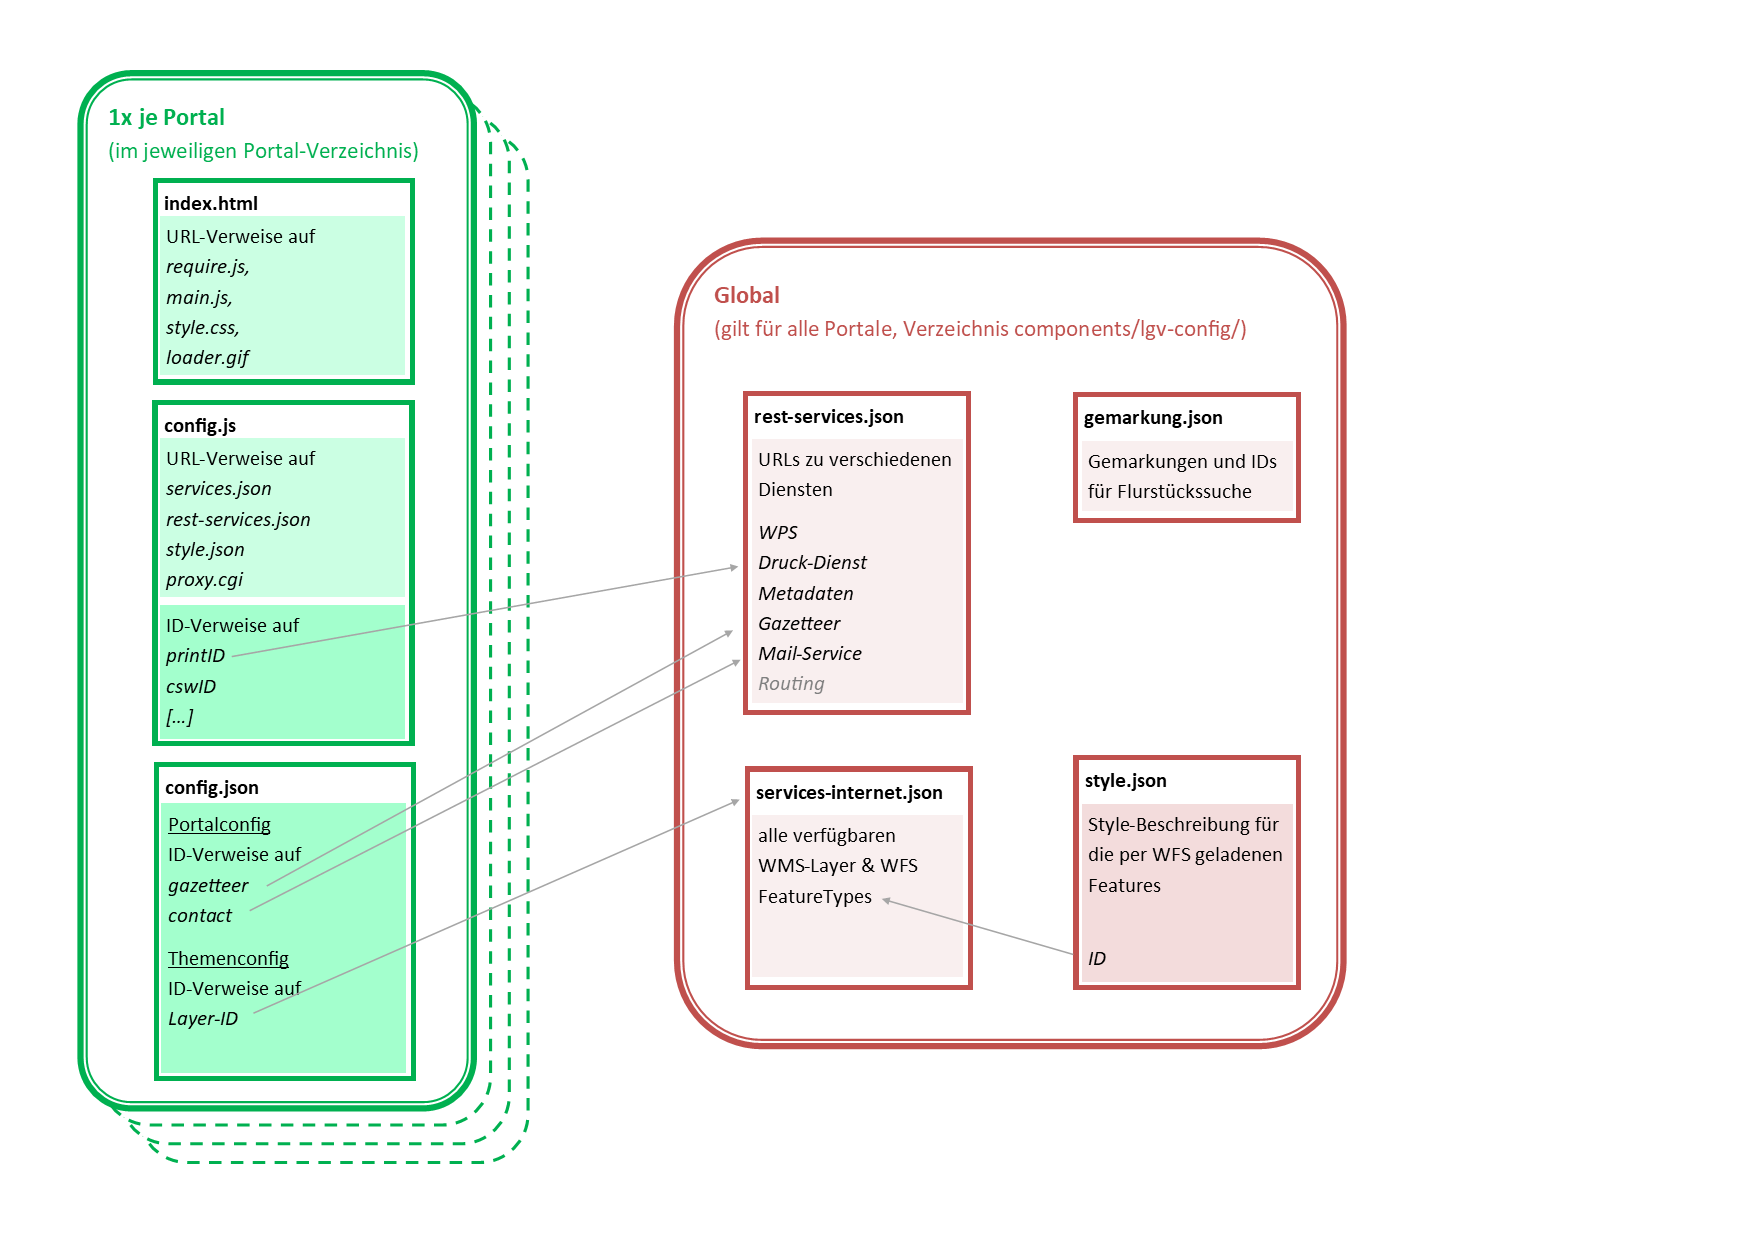 1x je Portal
(im jeweiligen Portal-Verzeichnis)
index.html
URL-Verweise auf
require.js,
main.js,
style.css,
loader.gif
config.js
URL-Verweise auf
services.json
rest-services.json
style.json
proxy.cgi
ID-Verweise auf
printID
cswID
[...]
config.json
Portalconfig
ID-Verweise auf
gazetteer
contact
Themenconfig
ID-Verweise auf
Layer-ID
Global
(gilt für alle Portale, Verzeichnis components/lgv-config/)
rest-services.json
URLs zu verschiedenen
Diensten
WPS
Druck-Dienst
Metadaten
Gazetteer
Mail-Service
Routing
gemarkung.json
Gemarkungen und IDs
für Flurstückssuche
services-internet.json
alle verfügbaren
WMS-Layer & WFS
FeatureTypes
style.json
Style-Beschreibung für
die per WFS geladenen
Features
ID